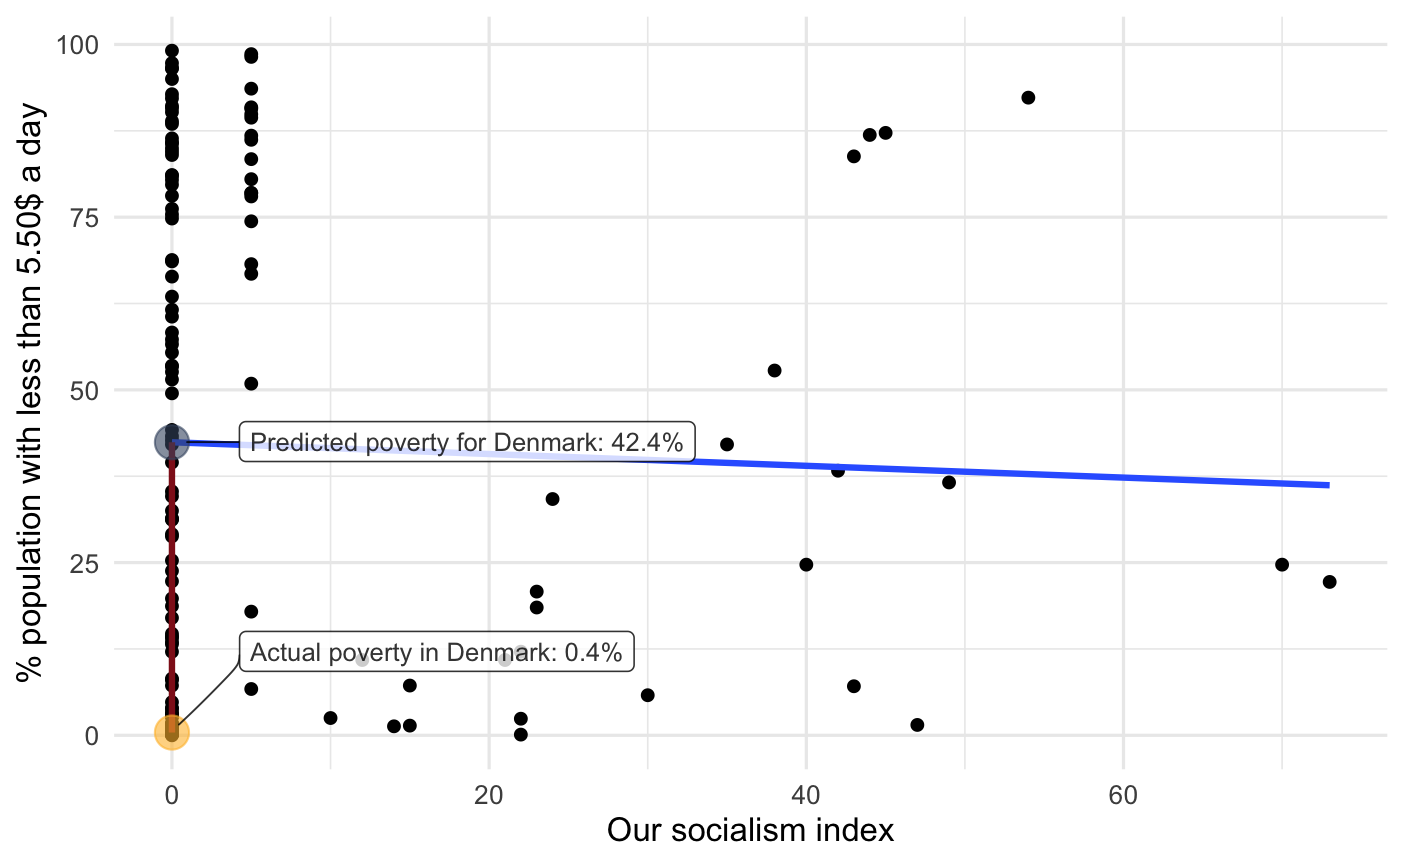 % population with less than 5.50$ a day
100
75
50
25
0
Predicted poverty for Denmark: 42.4%
Actual poverty in Denmark: 0.4%
0 20 40 60
Our socialism index